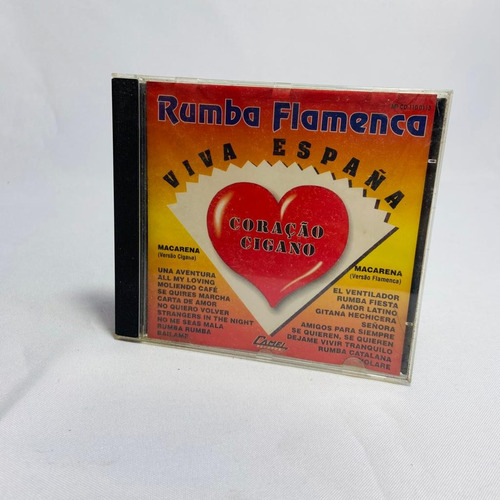 Rumba Flamenca
VIVA ESPAÑA
CORAÇÃO
CIGANO
MACARENA
(Versão Cigana)
UNA AVENTURA
ALL MY LOVING
MOLIENDO CAFÉ
SE QUIRES MARCHA
CARTA DE AMOR
NO QUIERO VOLVER
STRANGERS IN THE NIGHT
NO ME SEAS MALA
RUMBA RUMBA
BAILAME
MACARENA
(Versão Flamenca)
EL VENTILADOR
RUMBA FIESTA
AMOR LATINO
GITANA HECHICERA
SEÑORA
AMIGOS PARA SIEMPRE
SE QUIEREN, SE QUIEREN
DEJAME VIVIR TRANQUILO
RUMBA CATALANA
VOLARE
Camel